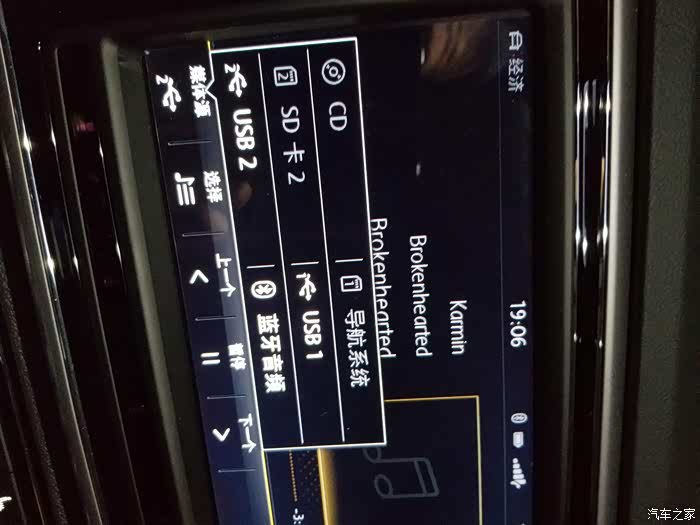 经济
19:06
Karmin
Brokenhearted
Brokenhearted
CD
导航系统
SD 卡 2
USB 1
USB 2
蓝牙音频
-3:
媒体源
选择
上一个
暂停
下一个
汽车之家